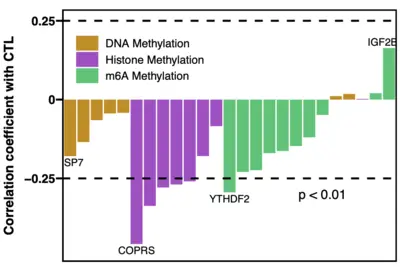 Correlation coefficient with CTL
0.25
0
−0.25
DNA Methylation
Histone Methylation
m6A Methylation
IGF2B
SP7
YTHDF2
COPRS
p < 0.01